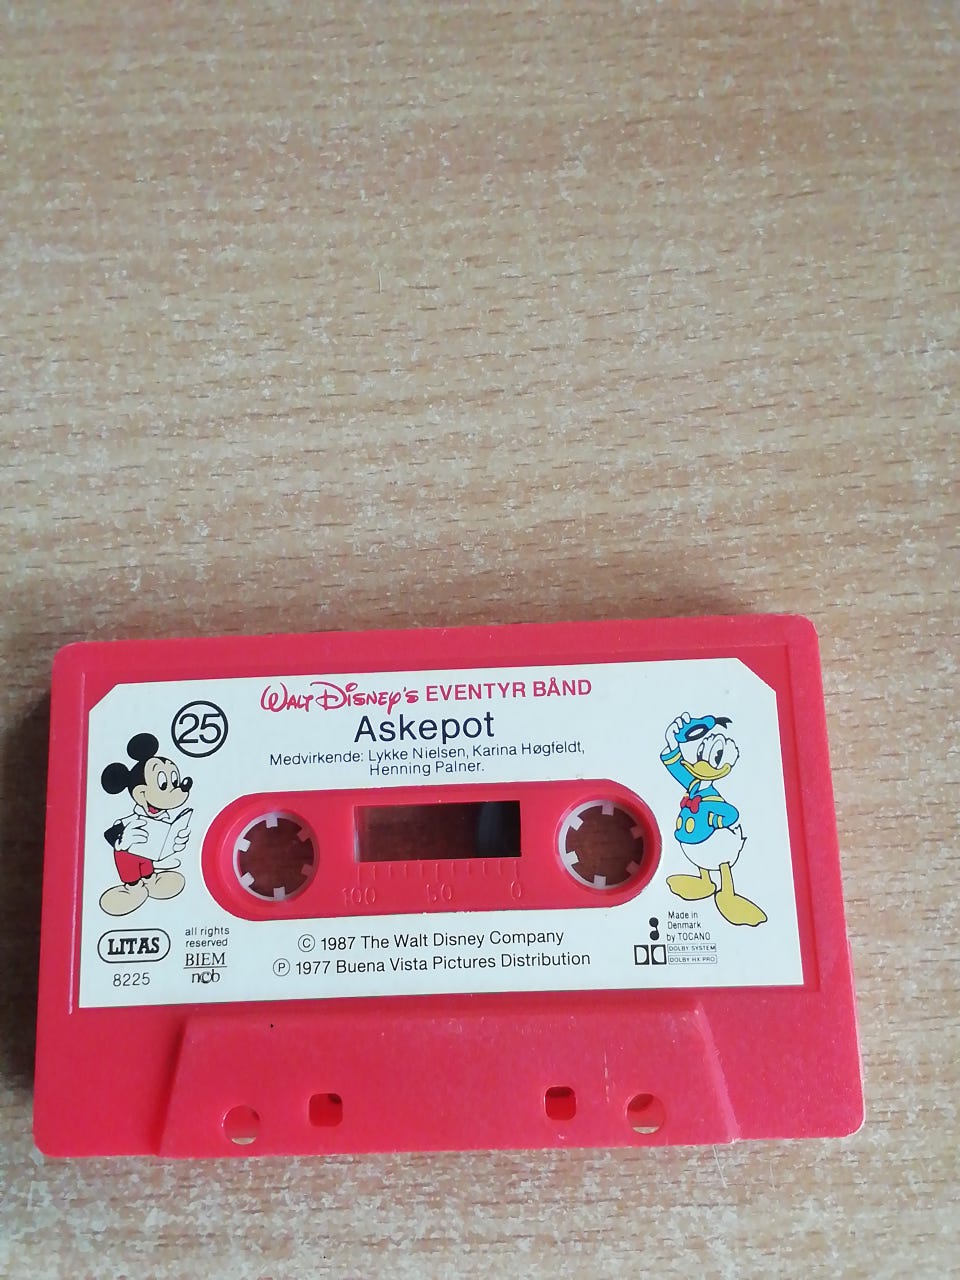 Walt Disney's EVENTYR BÅND
25
Askepot
Medvirkende: Lykke Nielsen, Karina Høgfeldt,
Henning Palner.
100 50 0
LITAS
8225
all rights
reserved
BIEM
ncb
© 1987 The Walt Disney Company
℗ 1977 Buena Vista Pictures Distribution
Made in
Denmark
by TOCANO
DOLBY SYSTEM
DOLBY HX PRO